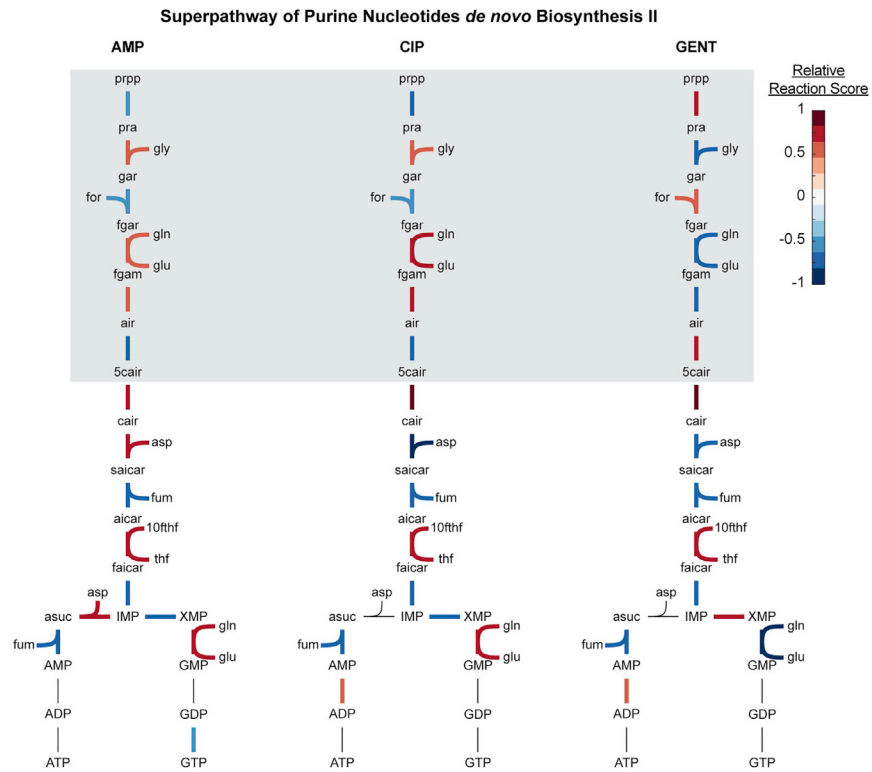 Superpathway of Purine Nucleotides de novo Biosynthesis II
AMP CIP GENT
prpp prpp prpp
Relative
Reaction Score
1
0.5
0
-0.5
-1
pra pra pra
gly gly gly
gar gar gar
for for for
fgar fgar fgar
gln gln gln
glu glu glu
fgam fgam fgam
air air air
5cair 5cair 5cair
cair cair cair
asp asp asp
saicar saicar saicar
fum fum fum
aicar aicar aicar
10fthf 10fthf 10fthf
thf thf thf
faicar faicar faicar
asp asp asp
asuc IMP XMP asuc IMP XMP asuc IMP XMP
gln gln gln
fum fum fum
glu glu glu
AMP GMP AMP GMP AMP GMP
ADP GDP ADP GDP ADP GDP
ATP GTP ATP GTP ATP GTP